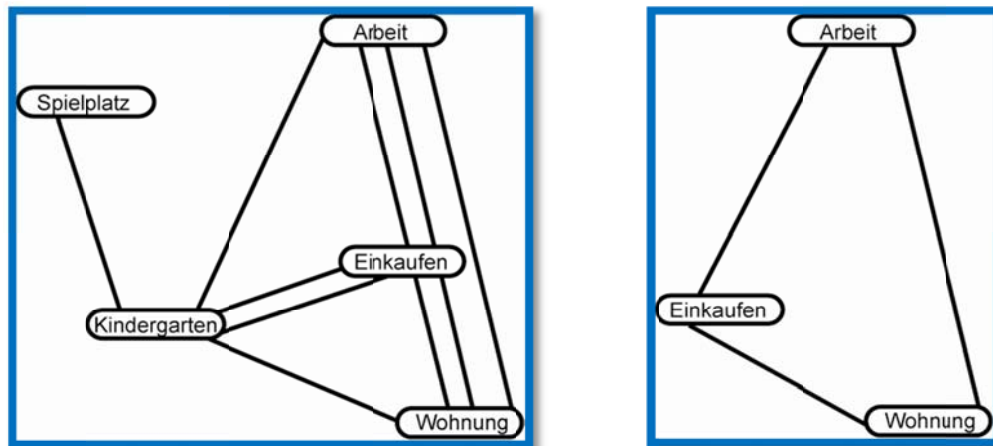 Arbeit
Spielplatz
Einkaufen
Kindergarten
Wohnung
Arbeit
Einkaufen
Wohnung